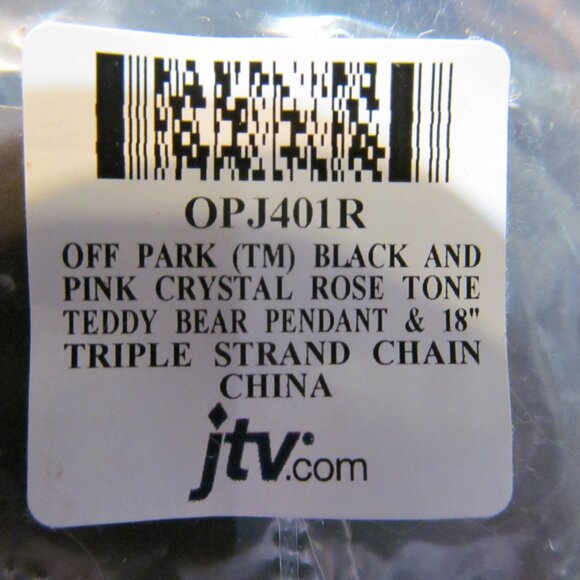 OPJ401R
OFF PARK (TM) BLACK AND
PINK CRYSTAL ROSE TONE
TEDDY BEAR PENDANT & 18"
TRIPLE STRAND CHAIN
CHINA
jtv.com